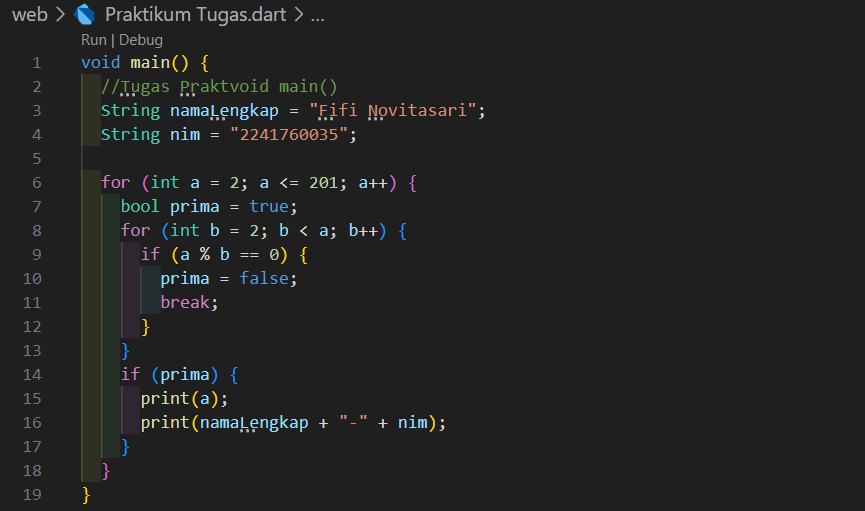 web > Praktikum Tugas.dart > ...
Run | Debug
1 void main() {
2   //Tugas Praktvoid main()
3   String namaLengkap = "Fifi Novitasari";
4   String nim = "2241760035";
5
6   for (int a = 2; a <= 201; a++) {
7     bool prima = true;
8     for (int b = 2; b < a; b++) {
9       if (a % b == 0) {
10         prima = false;
11         break;
12       }
13     }
14     if (prima) {
15       print(a);
16       print(namaLengkap + "-" + nim);
17     }
18   }
19 }